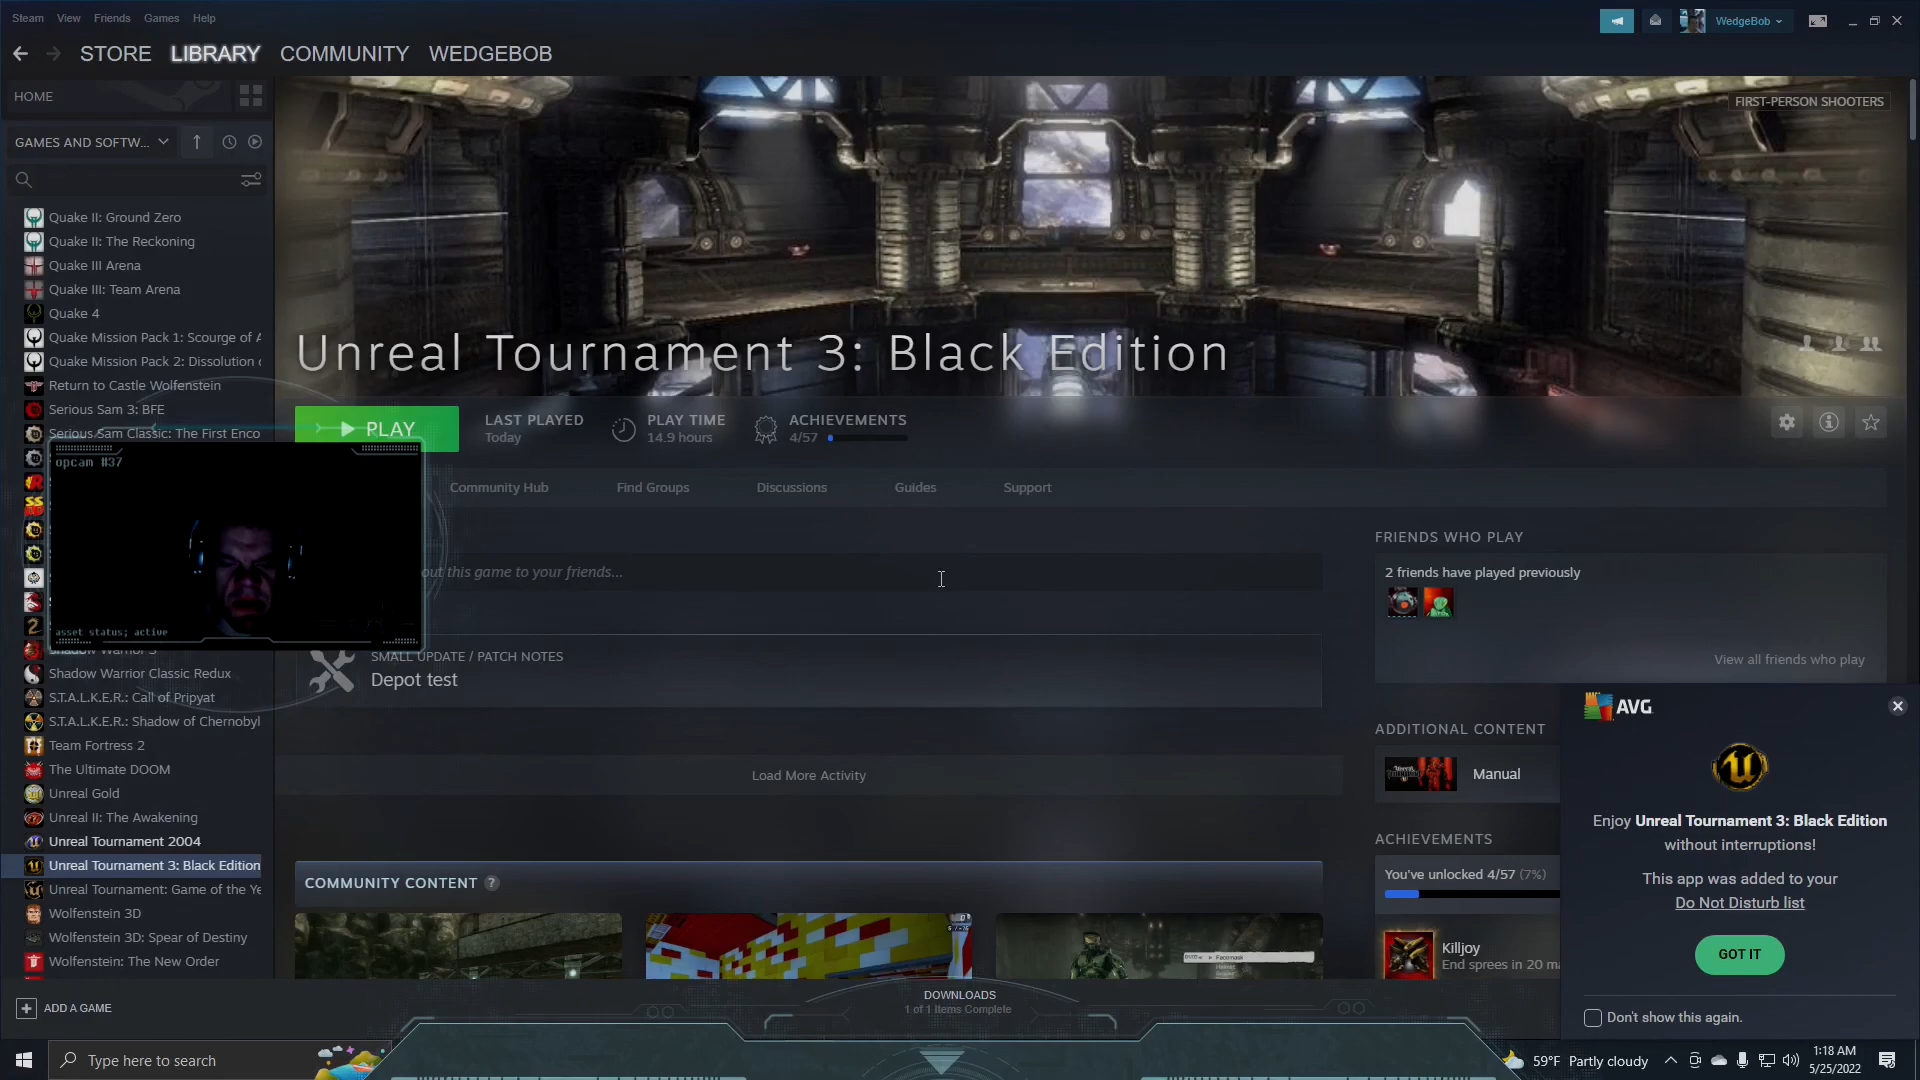 Steam View Friends Games Help
WedgeBob
STORE LIBRARY COMMUNITY WEDGEBOB
HOME
FIRST-PERSON SHOOTERS
GAMES AND SOFTW...
Quake II: Ground Zero
Quake II: The Reckoning
Quake III Arena
Quake III: Team Arena
Quake 4
Quake Mission Pack 1: Scourge of A
Quake Mission Pack 2: Dissolution
Return to Castle Wolfenstein
Serious Sam 3: BFE
Serious Sam Classic: The First Enco
opcam #37
asset status; active
Shadow Warrior Classic Redux
S.T.A.L.K.E.R.: Call of Pripyat
S.T.A.L.K.E.R.: Shadow of Chernobyl
Team Fortress 2
The Ultimate DOOM
Unreal Gold
Unreal II: The Awakening
Unreal Tournament 2004
Unreal Tournament 3: Black Edition
Unreal Tournament: Game of the Ye
Wolfenstein 3D
Wolfenstein 3D: Spear of Destiny
Wolfenstein: The New Order
ADD A GAME
Unreal Tournament 3: Black Edition
PLAY
LAST PLAYED
Today
PLAY TIME
14.9 hours
ACHIEVEMENTS
4/57
Community Hub Find Groups Discussions Guides Support
out this game to your friends...
SMALL UPDATE / PATCH NOTES
Depot test
Load More Activity
COMMUNITY CONTENT ?
FRIENDS WHO PLAY
2 friends have played previously
View all friends who play
ADDITIONAL CONTENT
Manual
ACHIEVEMENTS
You've unlocked 4/57 (7%)
Killjoy
End sprees in 20 ma
AVG
Enjoy Unreal Tournament 3: Black Edition
without interruptions!
This app was added to your
Do Not Disturb list
GOT IT
Don't show this again.
DOWNLOADS
1 of 1 Items Complete
Type here to search
59°F Partly cloudy
1:18 AM
5/25/2022